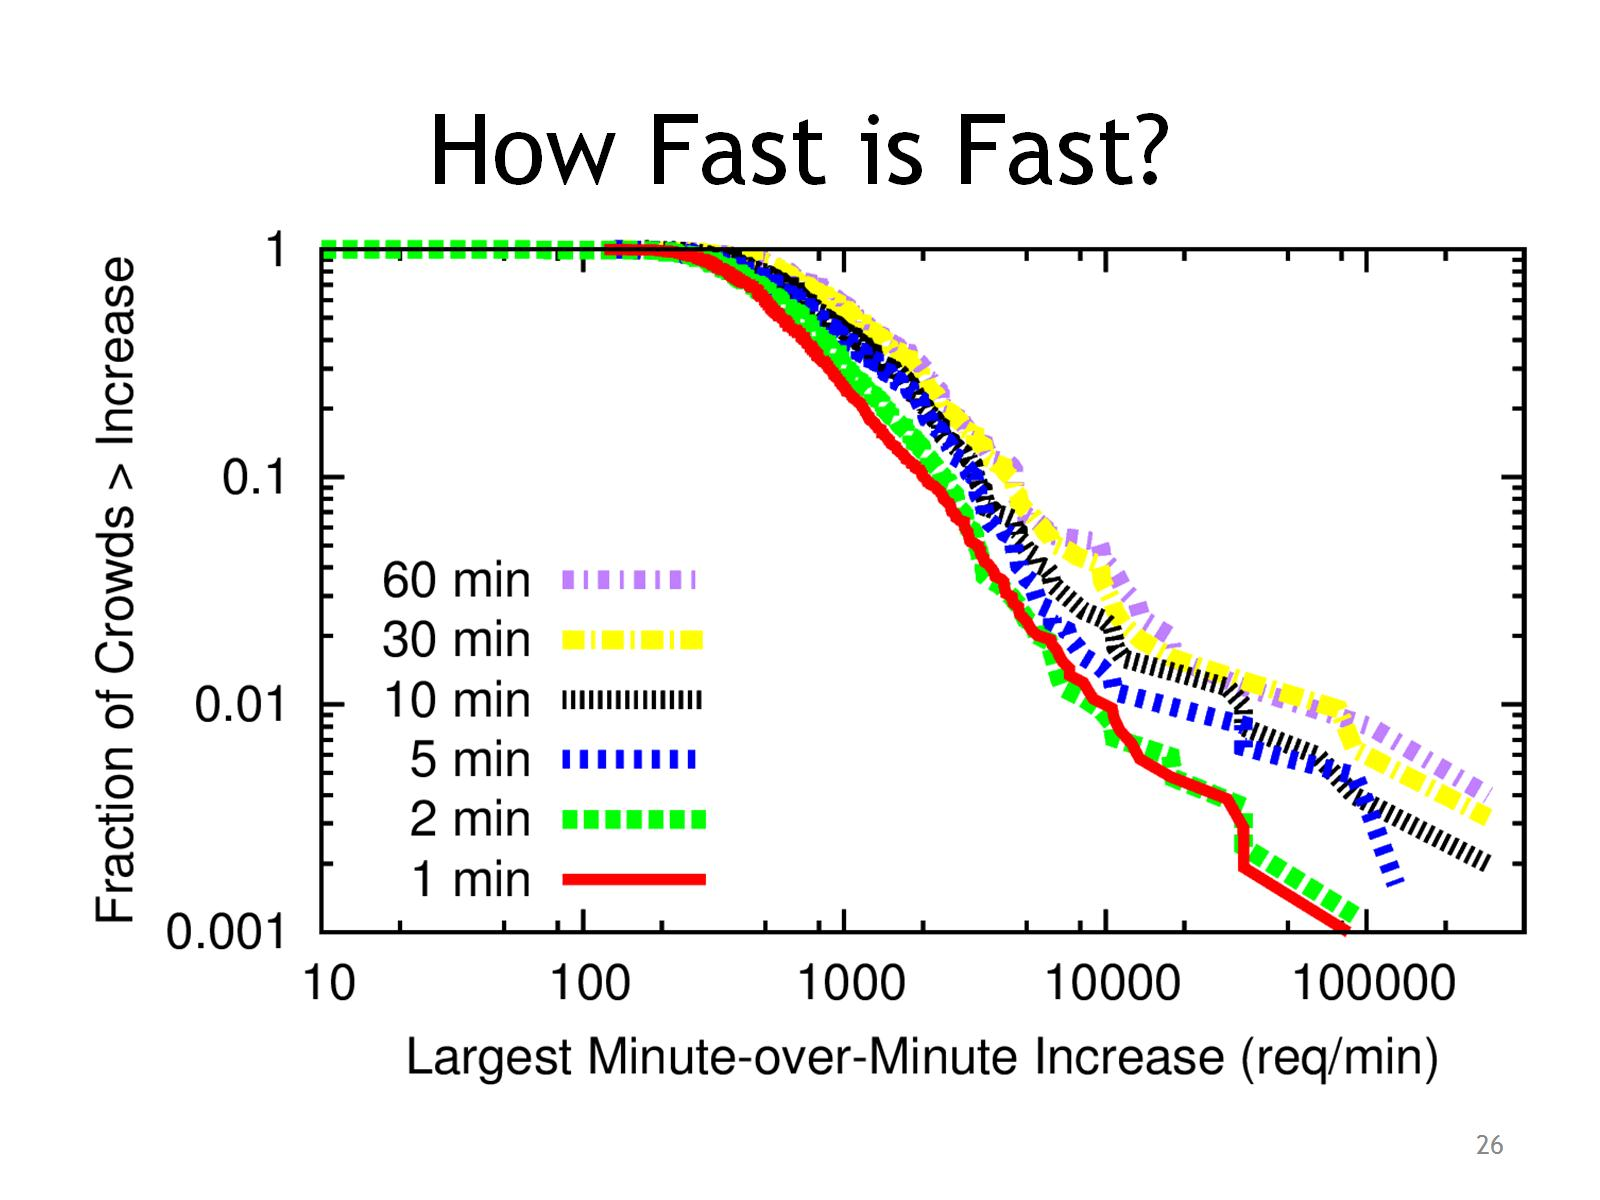 How Fast is Fast?
Fraction of Crowds > Increase
1
0.1
0.01
0.001
60 min
30 min
10 min
5 min
2 min
1 min
10 100 1000 10000 100000
Largest Minute-over-Minute Increase (req/min)
26